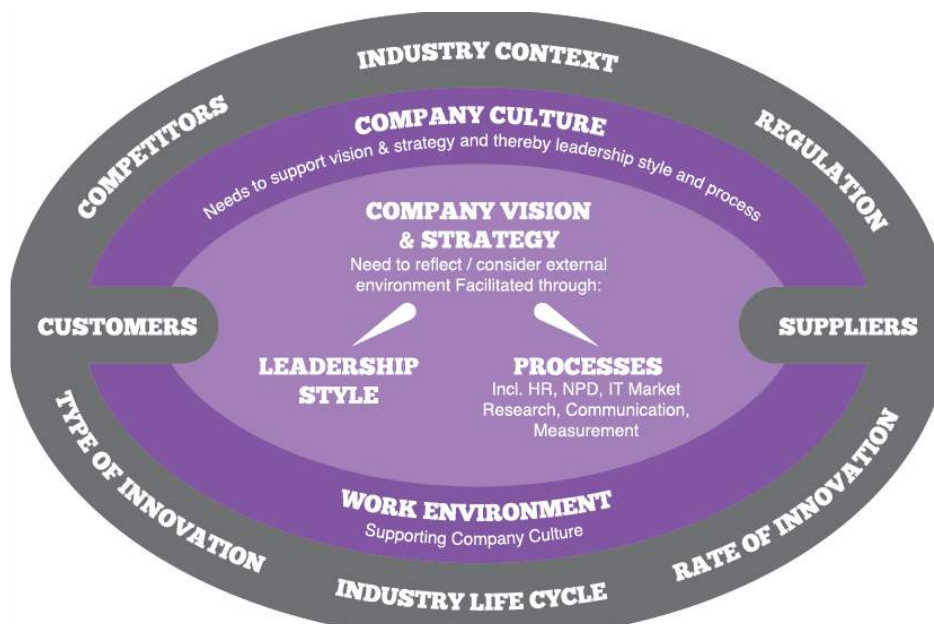 INDUSTRY CONTEXT
COMPETITORS
REGULATION
COMPANY CULTURE
Needs to support vision & strategy and thereby leadership style and process
COMPANY VISION
& STRATEGY
Need to reflect / consider external
environment Facilitated through:
CUSTOMERS
SUPPLIERS
LEADERSHIP
STYLE
PROCESSES
Incl. HR, NPD, IT Market
Research, Communication,
Measurement
WORK ENVIRONMENT
Supporting Company Culture
TYPE OF INNOVATION
INDUSTRY LIFE CYCLE
RATE OF INNOVATION